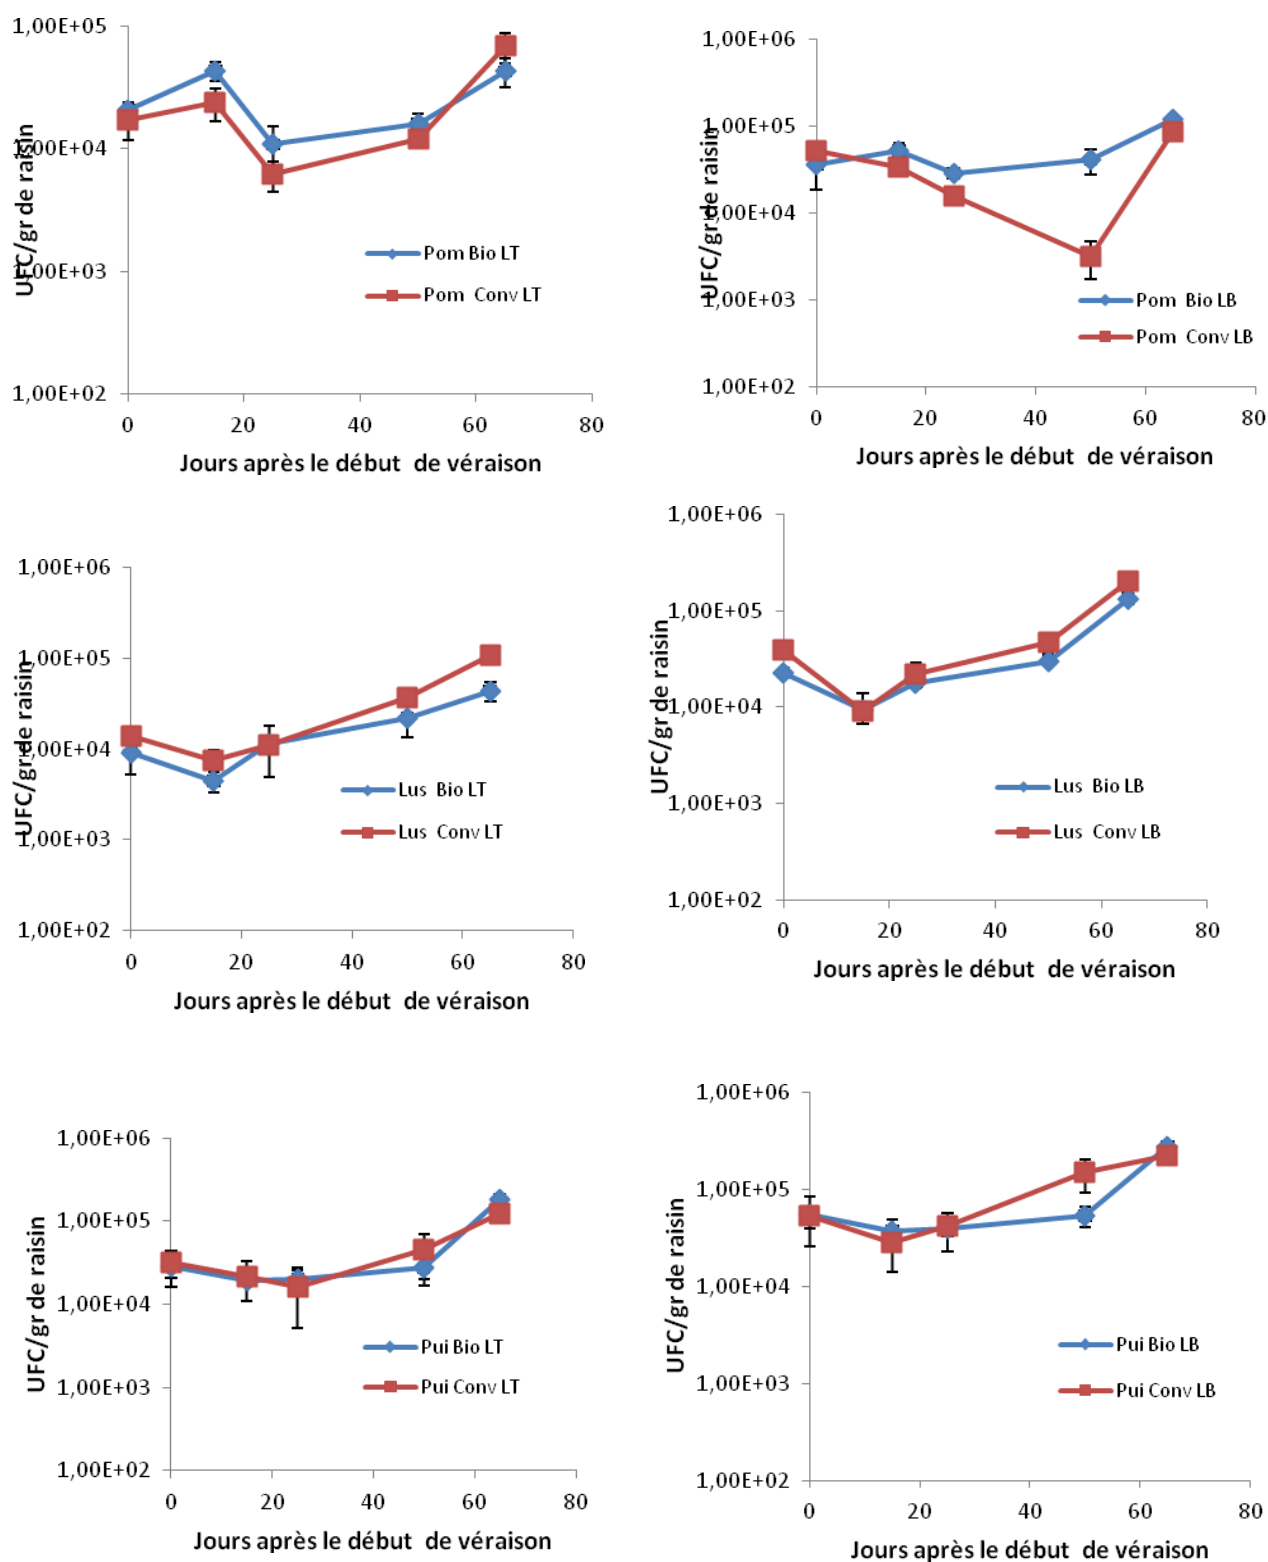 1,00E+05
1,00E+04
1,00E+03
1,00E+02
UFC/gr de raisin
Pom Bio LT
Pom Conv LT
0 20 40 60 80
Jours après le début de véraison
1,00E+06
1,00E+05
1,00E+04
1,00E+03
1,00E+02
UFC/gr de raisin
Pom Bio LB
Pom Conv LB
0 20 40 60 80
Jours après le début de véraison
1,00E+06
1,00E+05
1,00E+04
1,00E+03
1,00E+02
UFC/gr de raisin
Lus Bio LT
Lus Conv LT
0 20 40 60 80
Jours après le début de véraison
1,00E+06
1,00E+05
1,00E+04
1,00E+03
1,00E+02
UFC/gr de raisin
Lus Bio LB
Lus Conv LB
0 20 40 60 80
Jours après le début de véraison
1,00E+06
1,00E+05
1,00E+04
1,00E+03
1,00E+02
UFC/gr de raisin
Pui Bio LT
Pui Conv LT
0 20 40 60 80
Jours après le début de véraison
1,00E+06
1,00E+05
1,00E+04
1,00E+03
1,00E+02
UFC/gr de raisin
Pui Bio LB
Pui Conv LB
0 20 40 60 80
Jours après le début de véraison